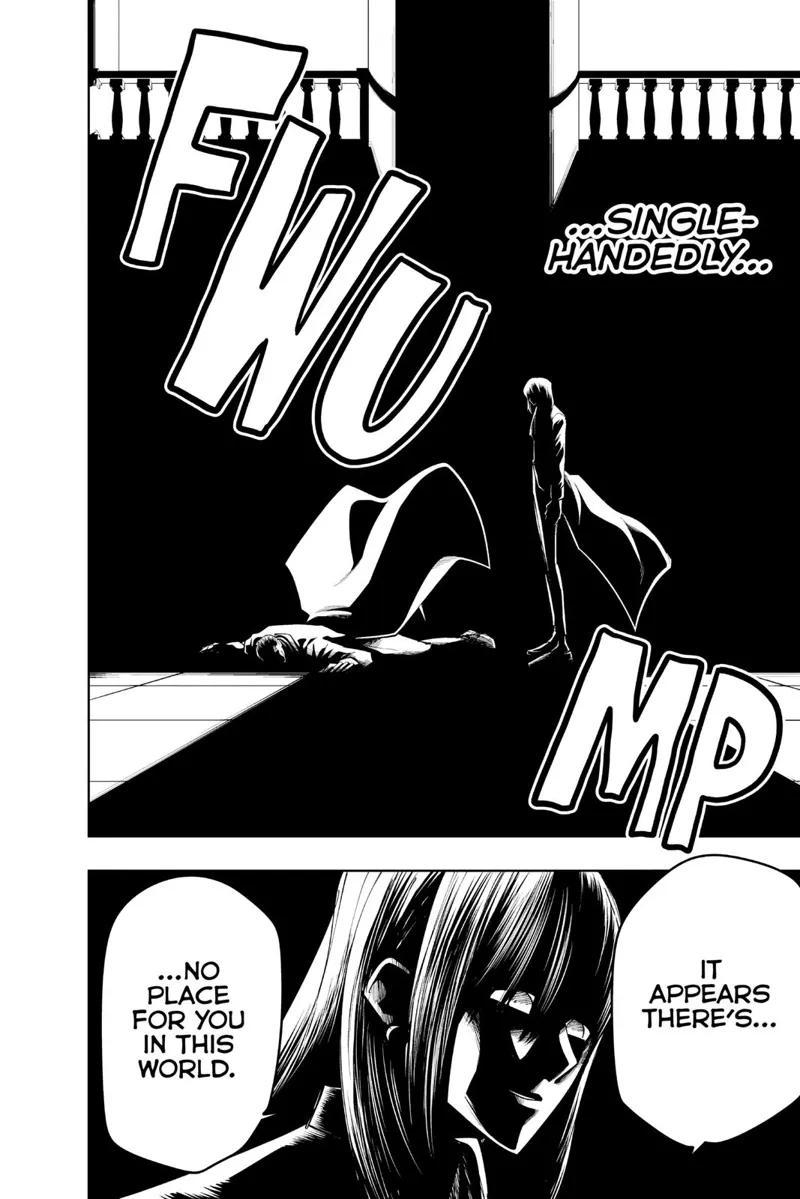 ...SINGLE-
HANDEDLY...
FWU
MP
IT
APPEARS
THERE'S...
...NO
PLACE
FOR YOU
IN THIS
WORLD.